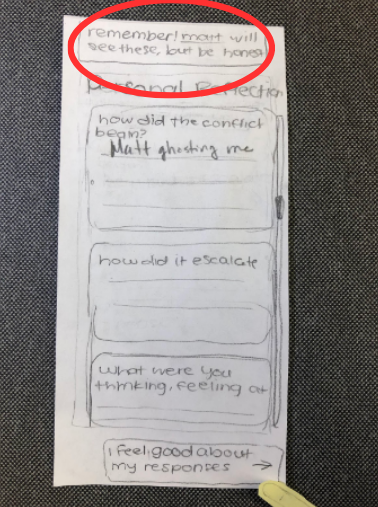 remember! matt will
see these, but be honest
Personal Reflection
how did the conflict
begin?
Matt ghosting me
how did it escalate
what were you
thinking, feeling at
i feel good about
my responses →